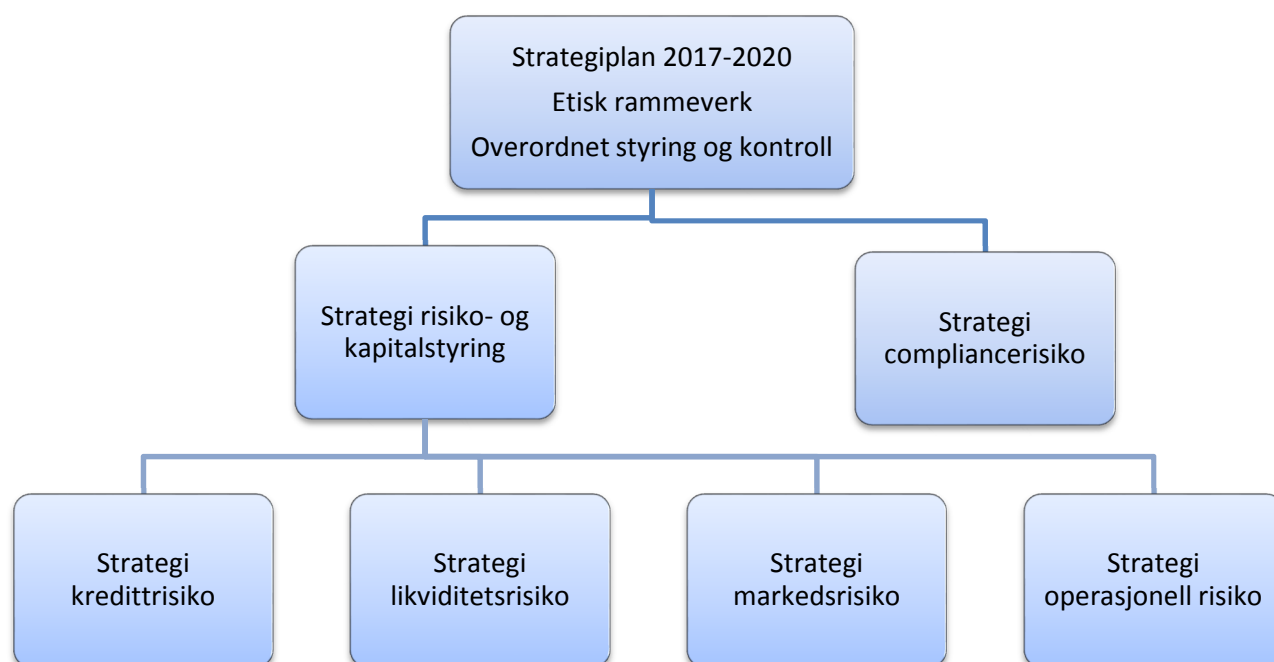 Strategiplan 2017-2020
Etisk rammeverk
Overordnet styring og kontroll
Strategi risiko- og
kapitalstyring
Strategi
compliancerisiko
Strategi
kredittrisiko
Strategi
likviditetsrisiko
Strategi
markedsrisiko
Strategi
operasjonell risiko